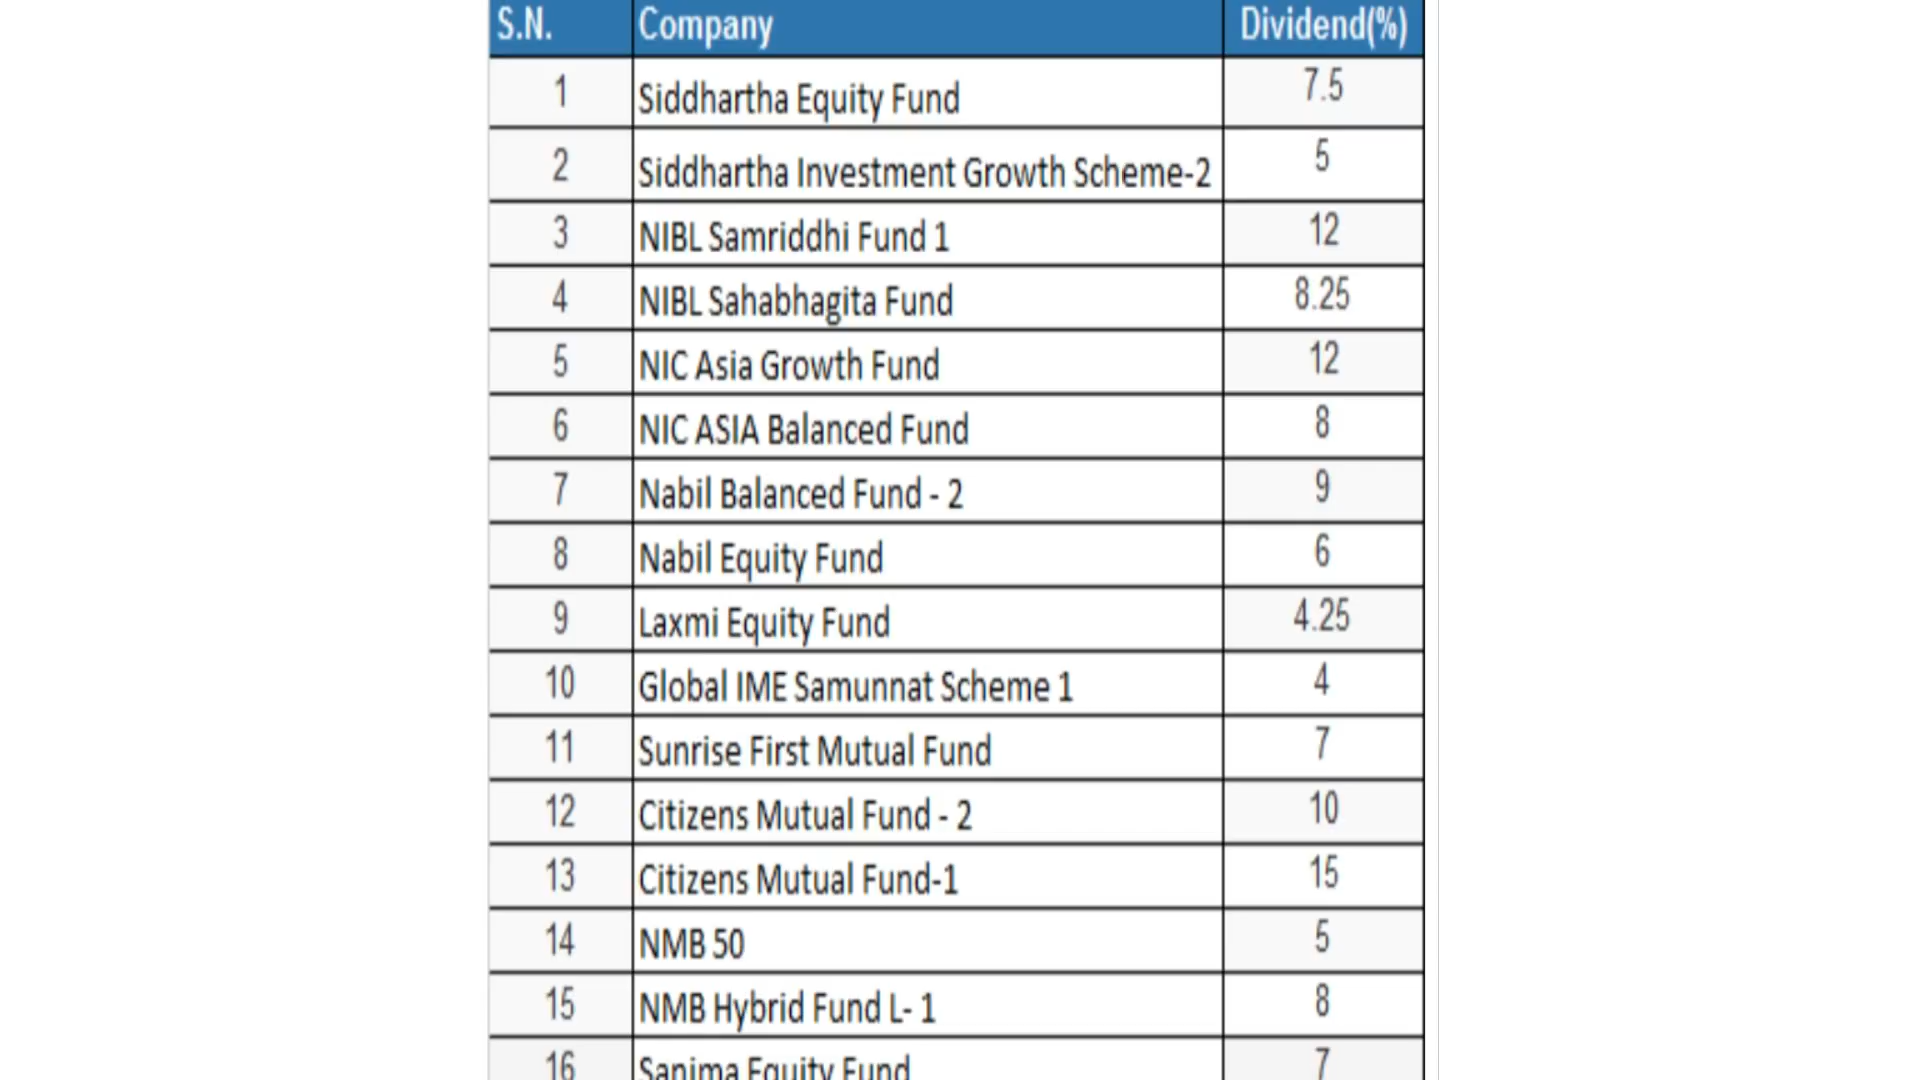 S.N. Company Dividend(%)
1 Siddhartha Equity Fund 7.5
2 Siddhartha Investment Growth Scheme-2 5
3 NIBL Samriddhi Fund 1 12
4 NIBL Sahabhagita Fund 8.25
5 NIC Asia Growth Fund 12
6 NIC ASIA Balanced Fund 8
7 Nabil Balanced Fund - 2 9
8 Nabil Equity Fund 6
9 Laxmi Equity Fund 4.25
10 Global IME Samunnat Scheme 1 4
11 Sunrise First Mutual Fund 7
12 Citizens Mutual Fund - 2 10
13 Citizens Mutual Fund-1 15
14 NMB 50 5
15 NMB Hybrid Fund L- 1 8
16 Sanima Equity Fund 7